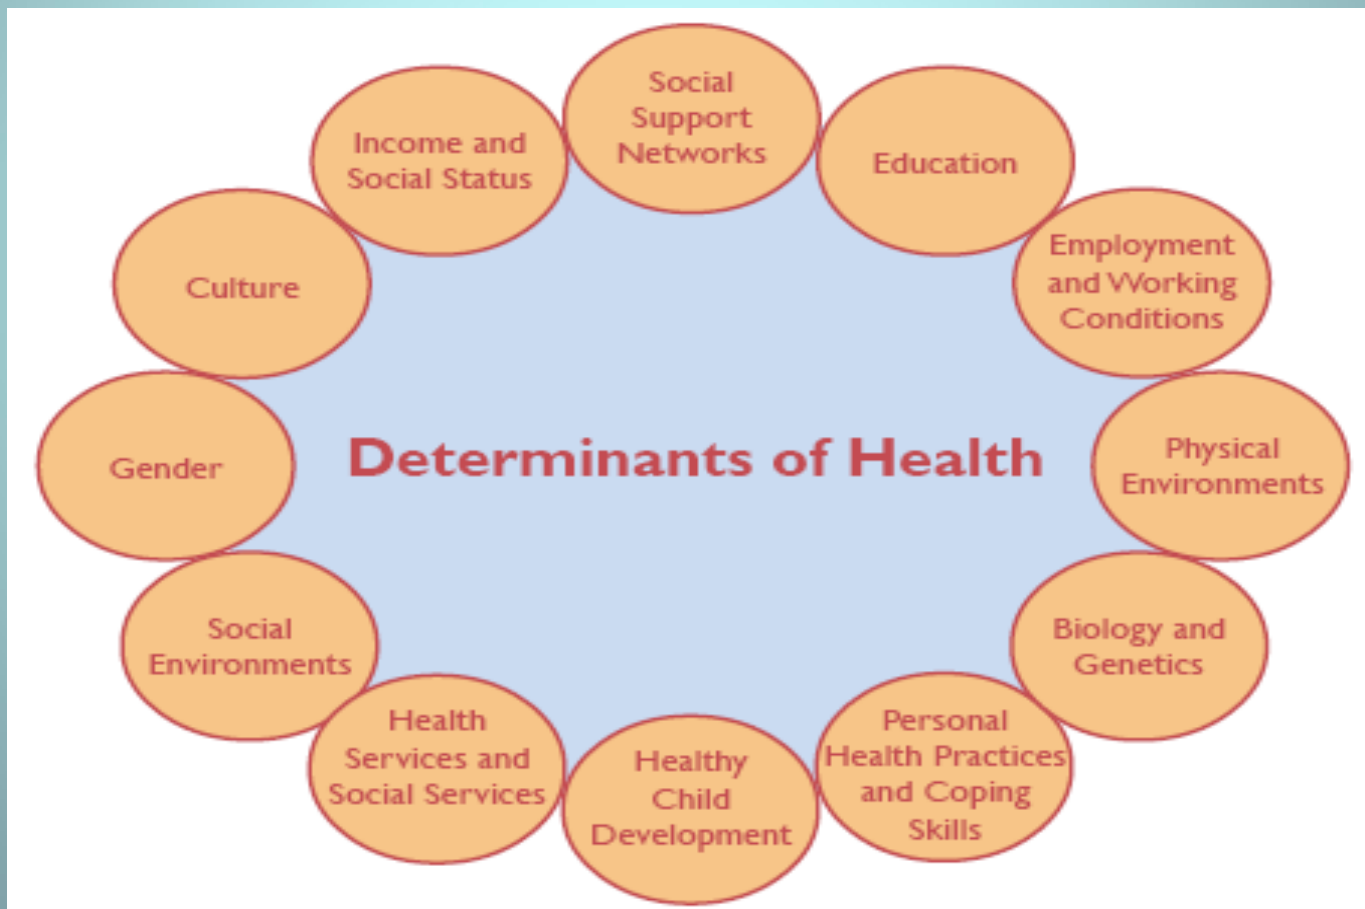 Social
Support
Networks
Income and
Social Status
Education
Culture
Employment
and Working
Conditions
Gender
Determinants of Health
Physical
Environments
Social
Environments
Biology and
Genetics
Health
Services and
Social Services
Healthy
Child
Development
Personal
Health Practices
and Coping
Skills